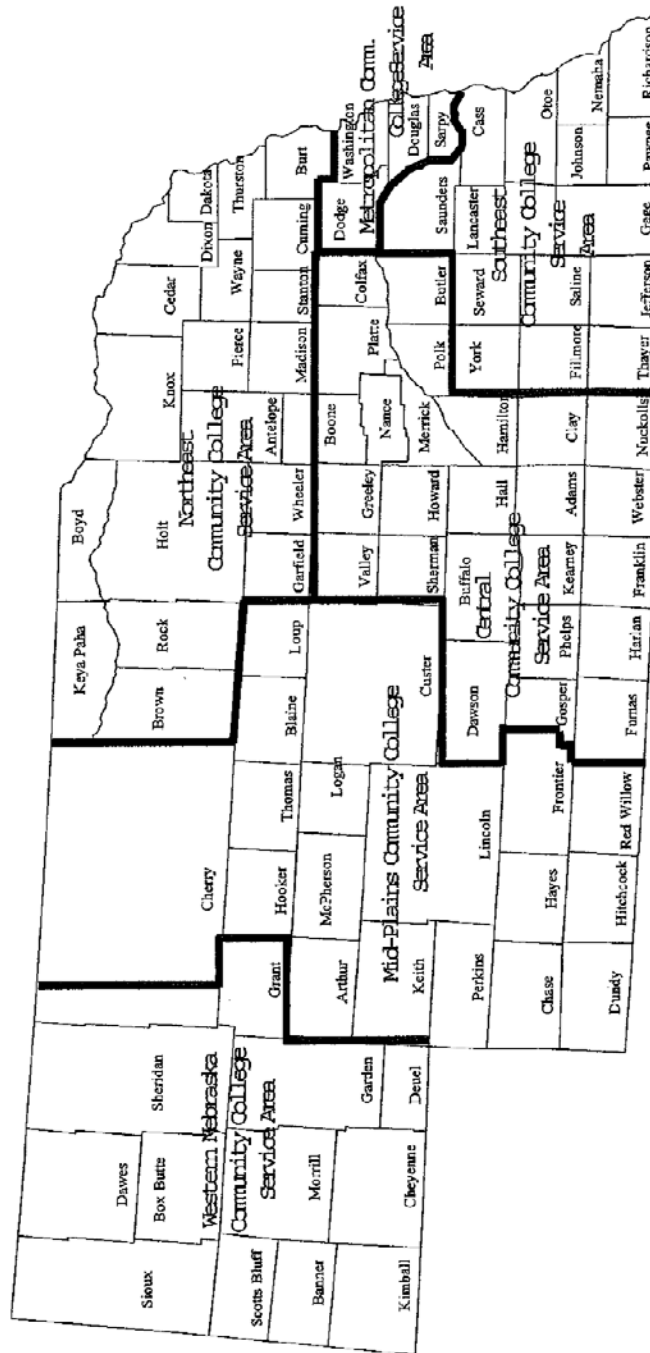 Sioux
Dawes
Box Butte
Sheridan
Scotts Bluff
Banner
Kimball
Morrill
Cheyenne
Garden
Deuel
Western Nebraska
Community College
Service Area
Grant
Cherry
Hooker
Thomas
Blaine
Loup
Arthur
McPherson
Logan
Custer
Keith
Lincoln
Perkins
Chase
Hayes
Frontier
Dundy
Hitchcock
Red Willow
Mid-Plains Community College
Service Area
Keya Paha
Boyd
Brown
Rock
Holt
Knox
Cedar
Dixon
Dakota
Thurston
Antelope
Pierce
Wayne
Garfield
Wheeler
Madison
Stanton
Cuming
Burt
Northeast
Community College
Service Area
Valley
Greeley
Boone
Nance
Platte
Colfax
Sherman
Howard
Merrick
Polk
Butler
Dawson
Buffalo
Hall
Hamilton
Gosper
Phelps
Kearney
Adams
Clay
Furnas
Harlan
Franklin
Webster
Nuckolls
Central
Community College
Service Area
Dodge
Washington
Douglas
Sarpy
Metropolitan Comm.
College Service
Area
Saunders
Cass
York
Seward
Lancaster
Otoe
Fillmore
Saline
Johnson
Nemaha
Thayer
Jefferson
Gage
Pawnee
Richardson
Southeast
Community College
Service
Area